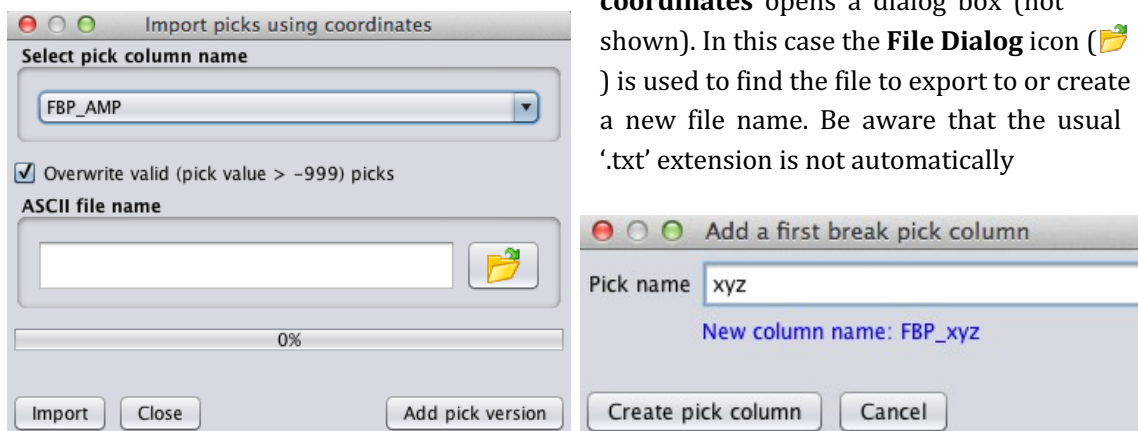 Import picks using coordinates
Select pick column name
FBP_AMP
Overwrite valid (pick value > -999) picks
ASCII file name
0%
Import
Close
Add pick version
coordinates opens a dialog box (not
shown). In this case the File Dialog icon (
) is used to find the file to export to or create
a new file name. Be aware that the usual
‘.txt’ extension is not automatically
Add a first break pick column
Pick name
xyz
New column name: FBP_xyz
Create pick column
Cancel